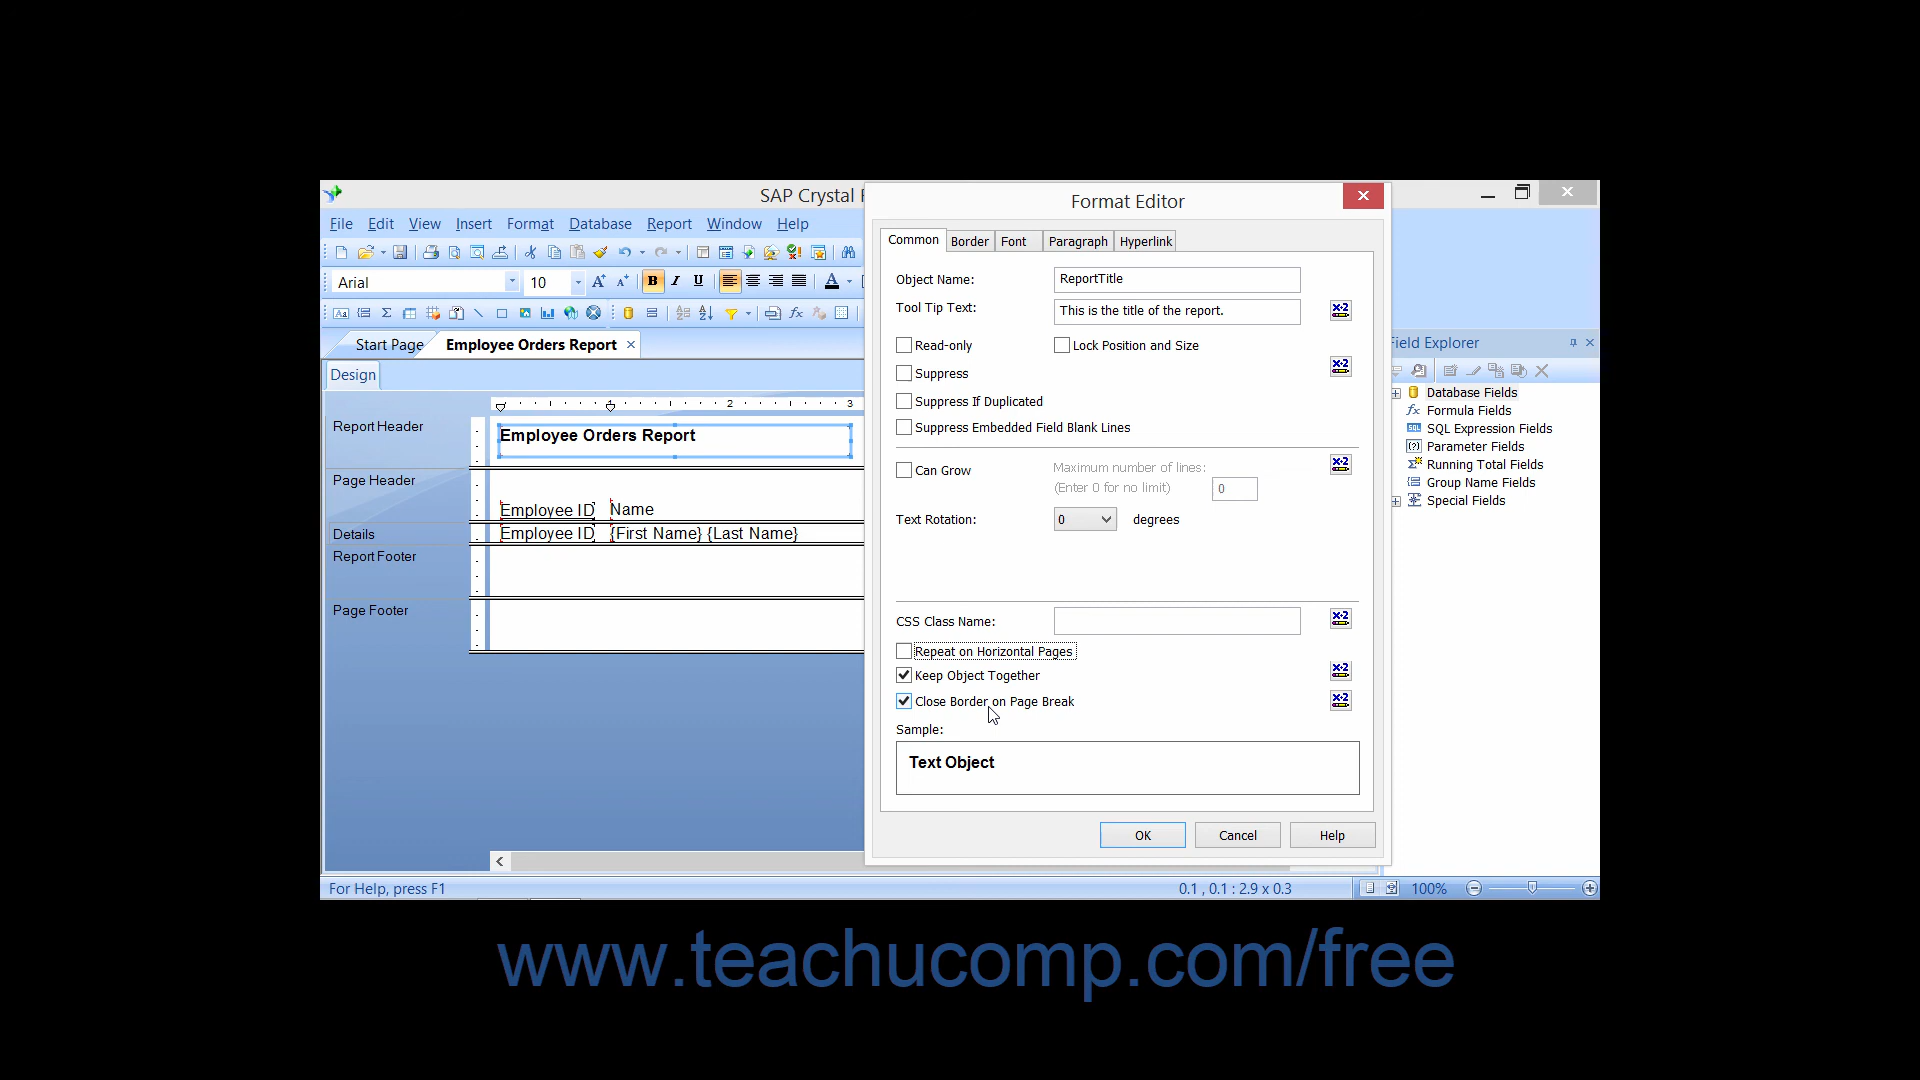 SAP Crystal R
File Edit View Insert Format Database Report Window Help
Arial 10 B I U A
Start Page Employee Orders Report
Design
1 2 3
Report Header
Employee Orders Report
Page Header
Employee ID Name
Details
Employee ID {First Name} {Last Name}
Report Footer
Page Footer
For Help, press F1
0.1 , 0.1 : 2.9 x 0.3
100%
Format Editor
Common Border Font Paragraph Hyperlink
Object Name: ReportTitle
Tool Tip Text: This is the title of the report.
Read-only Lock Position and Size
Suppress
Suppress If Duplicated
Suppress Embedded Field Blank Lines
Can Grow Maximum number of lines:
(Enter 0 for no limit) 0
Text Rotation: 0 degrees
CSS Class Name:
Repeat on Horizontal Pages
Keep Object Together
Close Border on Page Break
Sample:
Text Object
OK Cancel Help
Field Explorer
Database Fields
Formula Fields
SQL Expression Fields
Parameter Fields
Running Total Fields
Group Name Fields
Special Fields
www.teachucomp.com/free